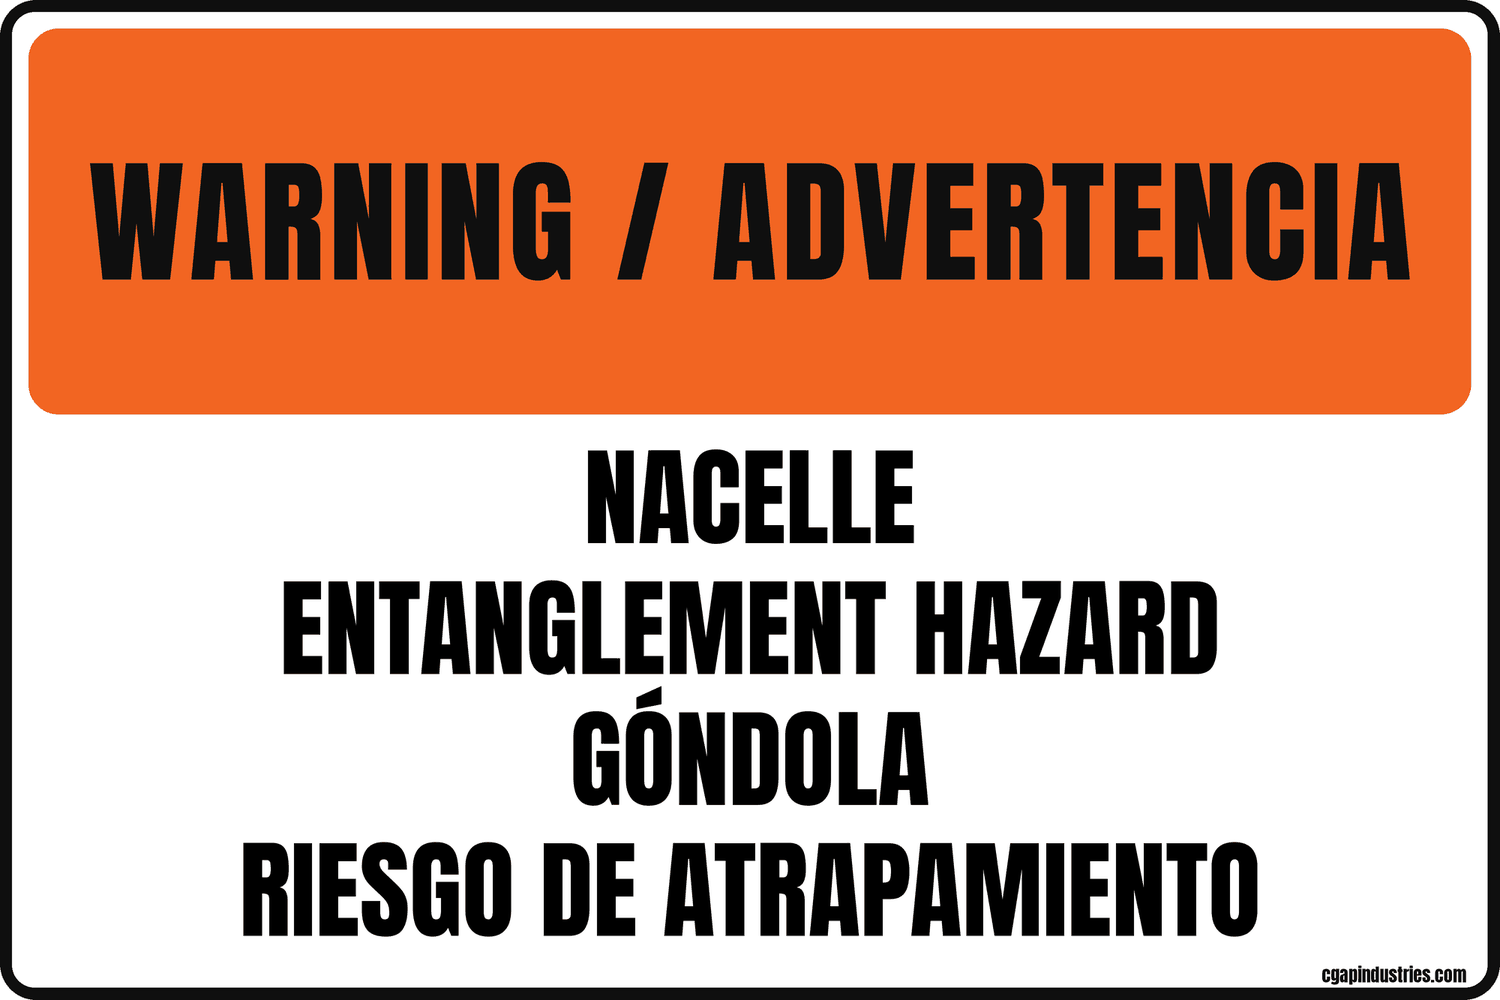 WARNING / ADVERTENCIA
NACELLE
ENTANGLEMENT HAZARD
GÓNDOLA
RIESGO DE ATRAPAMIENTO
cgapindustries.com